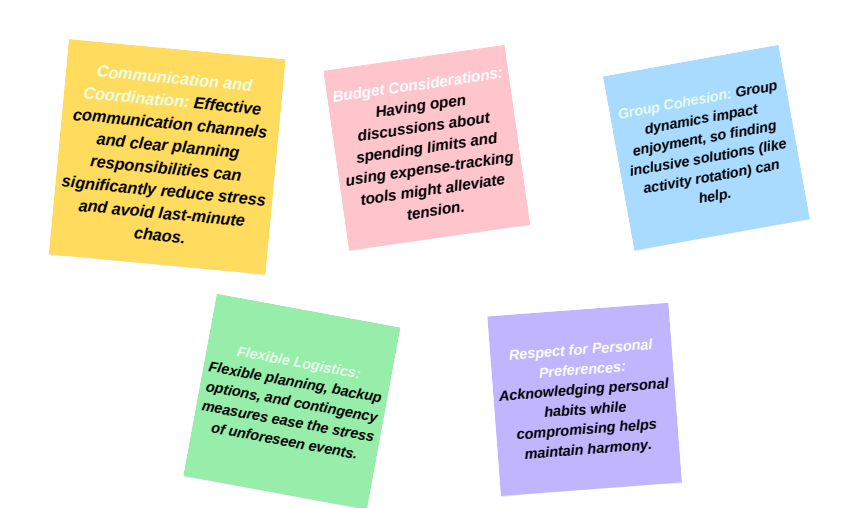 Communication and
Coordination: Effective
communication channels
and clear planning
responsibilities can
significantly reduce stress
and avoid last-minute
chaos.
Budget Considerations:
Having open
discussions about
spending limits and
using expense-tracking
tools might alleviate
tension.
Group Cohesion: Group
dynamics impact
enjoyment, so finding
inclusive solutions (like
activity rotation) can
help.
Flexible Logistics:
Flexible planning, backup
options, and contingency
measures ease the stress
of unforeseen events.
Respect for Personal
Preferences:
Acknowledging personal
habits while
compromising helps
maintain harmony.